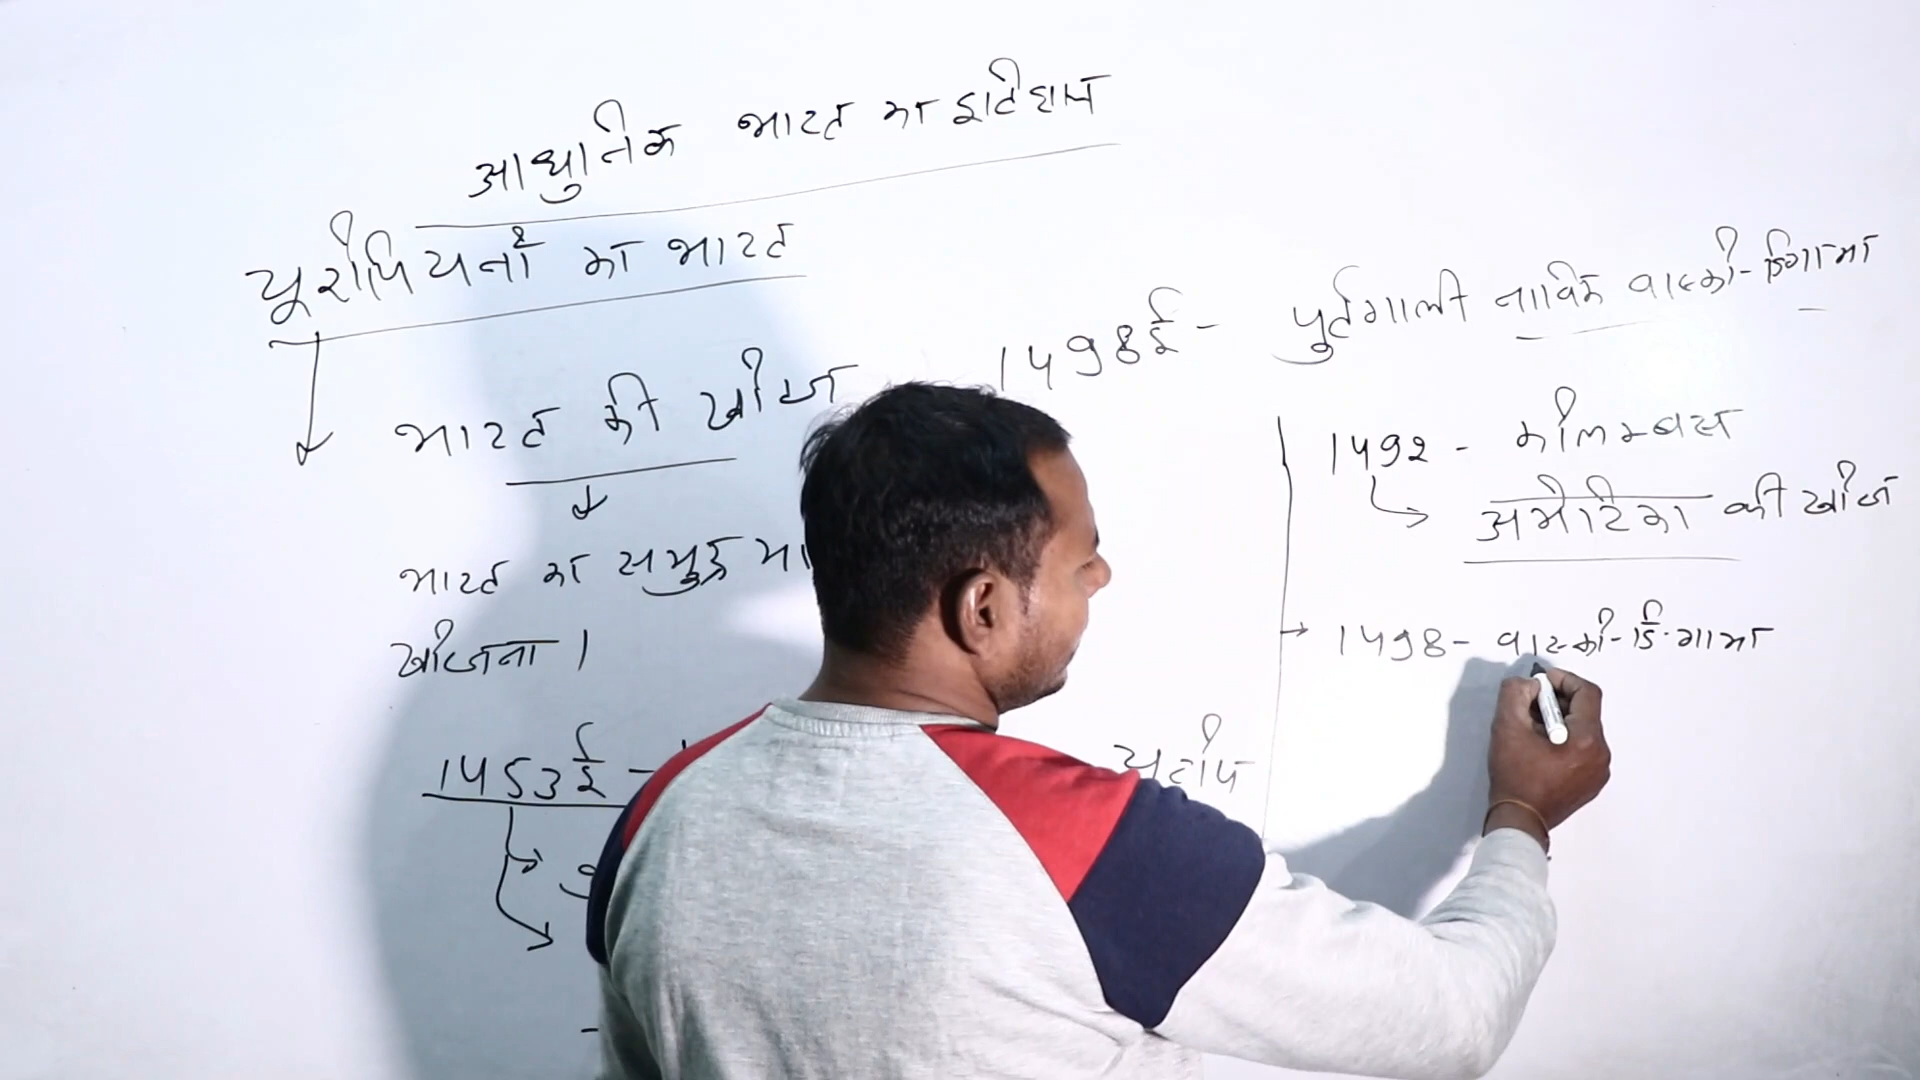 आधुनिक भारत का इतिहास
यूरोपियनों का भारत
भारत की खोज
भारत का समुद्र मा
खोजना।
1453ई -
यूरोप
1498ई - पुर्तगाली नाविक वास्को-डिगामा
1492 - कोलम्बस
अमेरिका की खोज
1498 - वास्को-डि-गामा